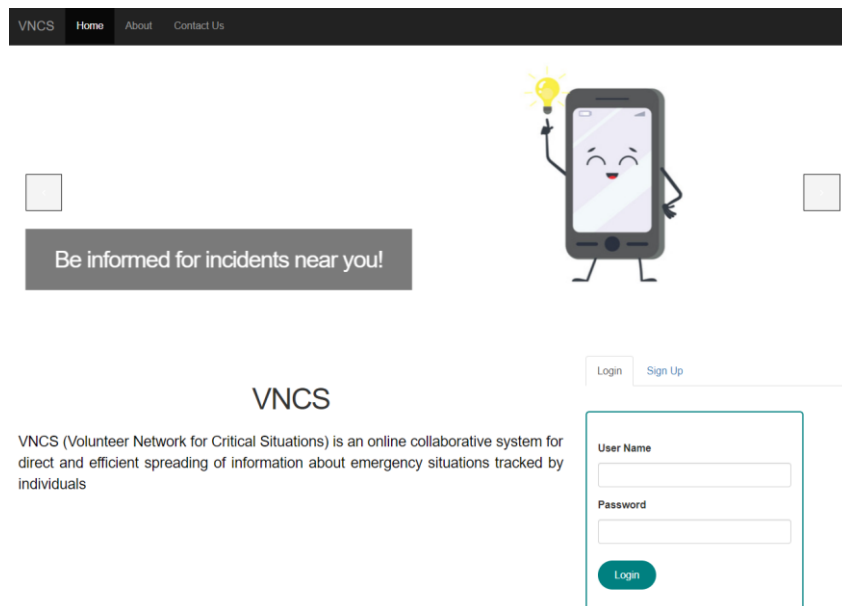 VNCS Home About Contact Us
Be informed for incidents near you!
VNCS
VNCS (Volunteer Network for Critical Situations) is an online collaborative system for
direct and efficient spreading of information about emergency situations tracked by
individuals
Login Sign Up
User Name
Password
Login